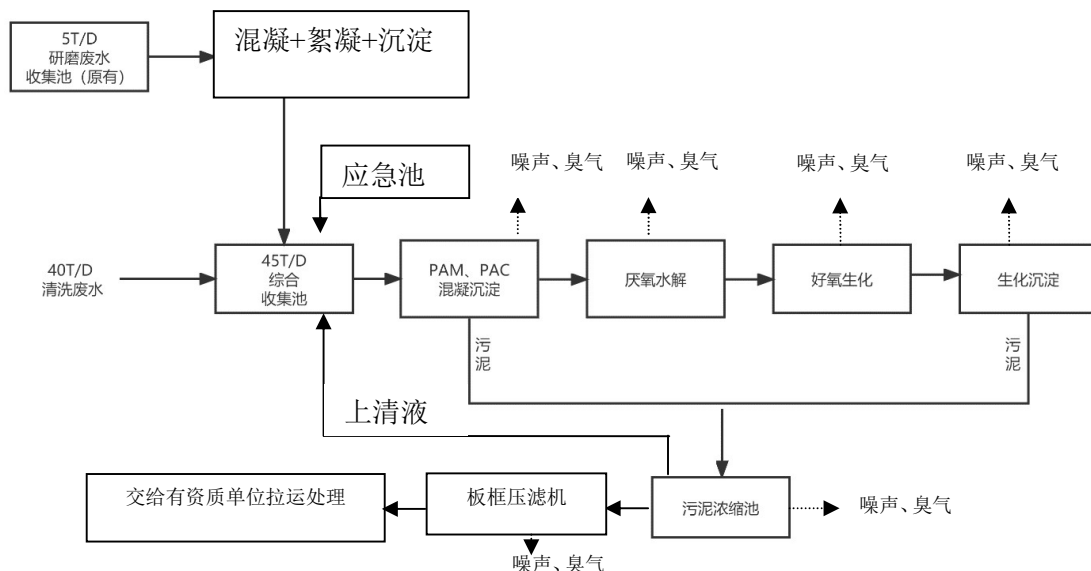 5T/D
研磨废水
收集池（原有）
混凝+絮凝+沉淀
应急池
噪声、臭气
噪声、臭气
噪声、臭气
噪声、臭气
40T/D
清洗废水
45T/D
综合
收集池
PAM、PAC
混凝沉淀
厌氧水解
好氧生化
生化沉淀
污
泥
污
泥
上清液
交给有资质单位拉运处理
板框压滤机
污泥浓缩池
噪声、臭气
噪声、臭气